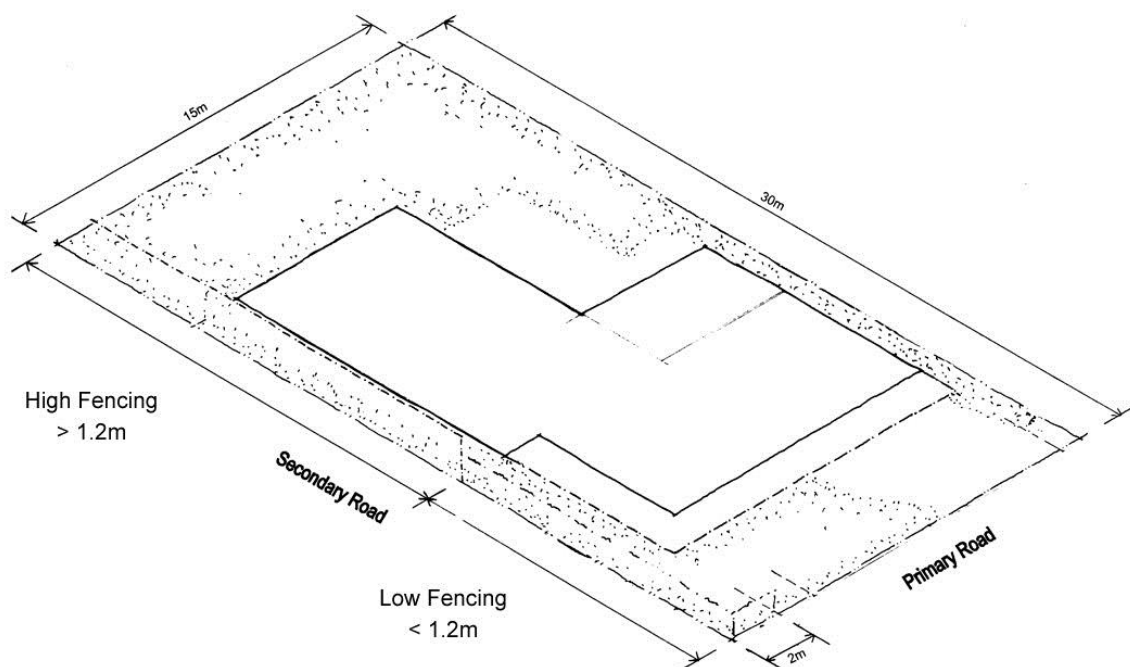 15m
30m
High Fencing
> 1.2m
Secondary Road
Low Fencing
< 1.2m
Primary Road
2m